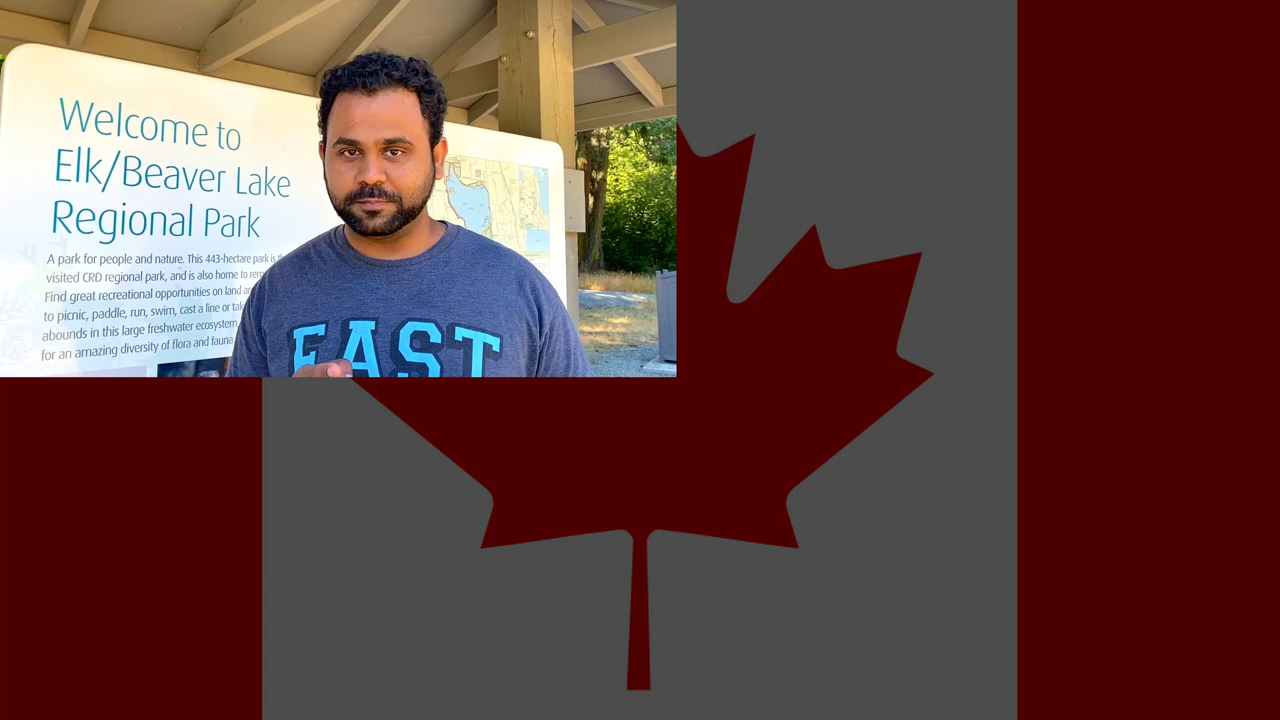 Welcome to
Elk/Beaver Lake
Regional Park
A park for people and nature. This 443-hectare park is
visited CRD regional park, and is also home to
Find great recreational opportunities on land
to picnic, paddle, run, swim, cast a line or
abounds in this large freshwater ecosystem
for an amazing diversity of flora and fauna
EAST